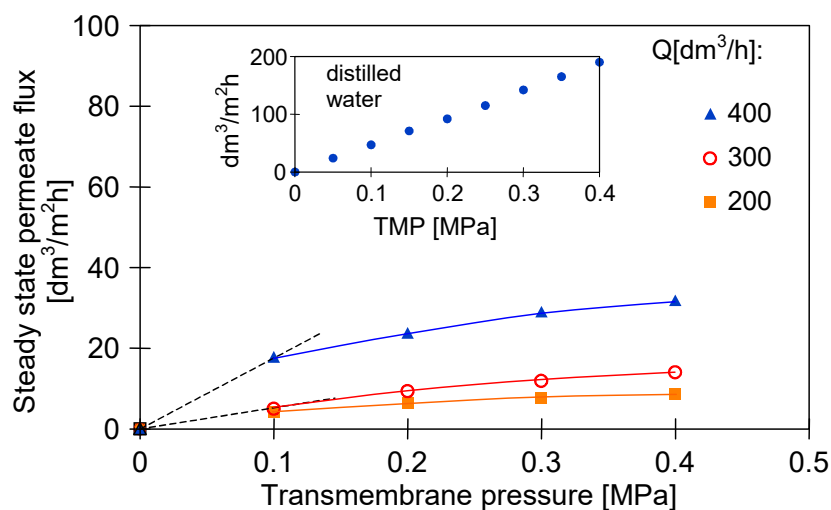 Steady state permeate flux
[dm³/m²h]
100
80
60
40
20
0
0
0.1
0.2
0.3
0.4
0.5
Transmembrane pressure [MPa]
distilled
water
dm³/m²h
200
100
0
0
0.1
0.2
0.3
0.4
TMP [MPa]
Q[dm³/h]:
400
300
200